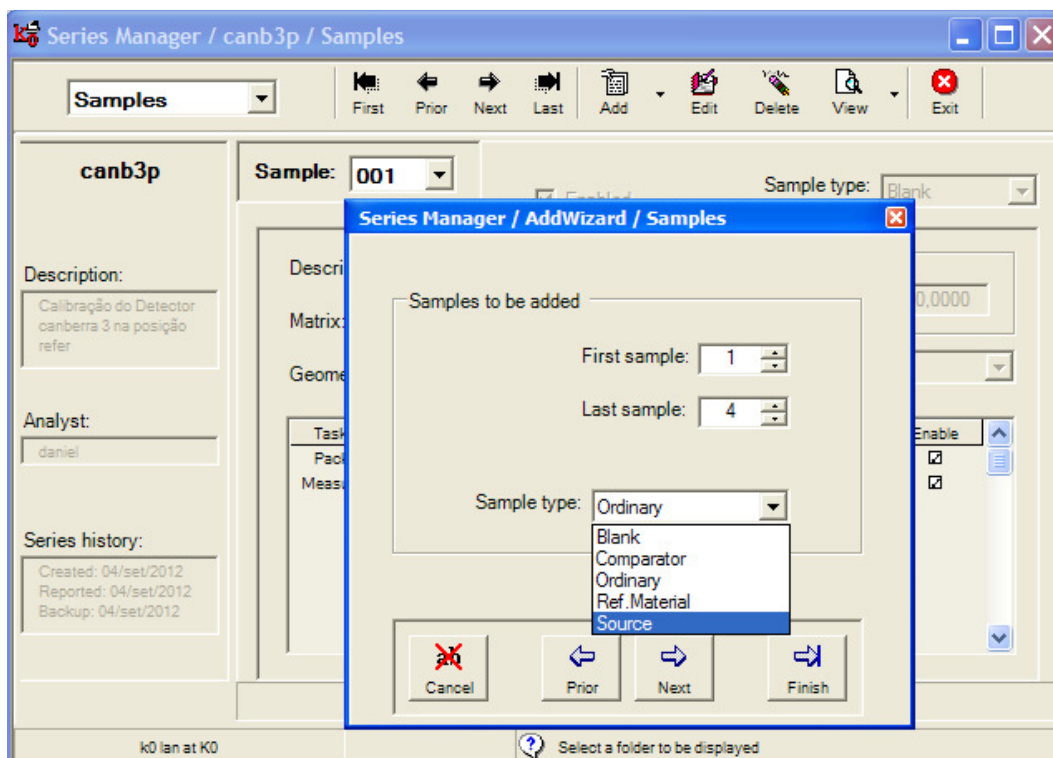 Series Manager / canb3p / Samples
Samples
First Prior Next Last Add Edit Delete View Exit
canb3p
Sample: 001
Enabled
Sample type: Blank
Series Manager / AddWizard / Samples
Description:
Calibração do Detector
canberra 3 na posição
refer
Descri
Matrix:
Geome
0,0000
Samples to be added
First sample: 1
Last sample: 4
Analyst:
daniel
Task
Pack
Measu
Enable
Sample type: Ordinary
Blank
Comparator
Ordinary
Ref.Material
Source
Series history:
Created: 04/set/2012
Reported: 04/set/2012
Backup: 04/set/2012
Cancel Prior Next Finish
k0 lan at K0
Select a folder to be displayed